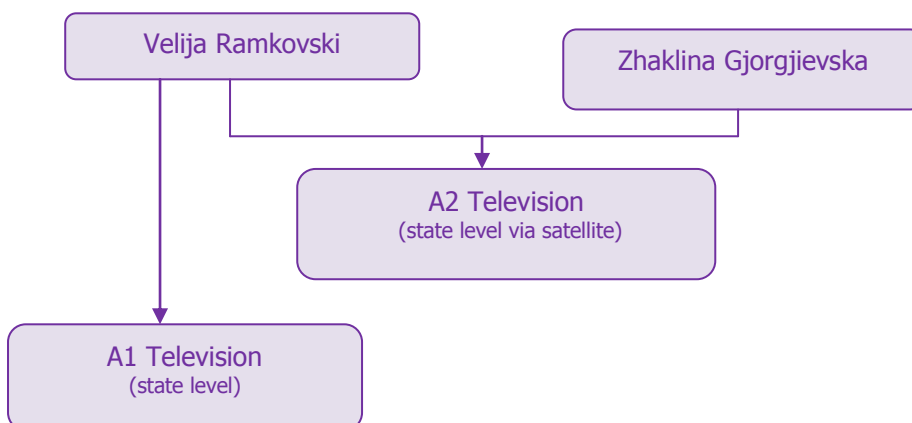 Velija Ramkovski
Zhaklina Gjorgjievska
A2 Television
(state level via satellite)
A1 Television
(state level)